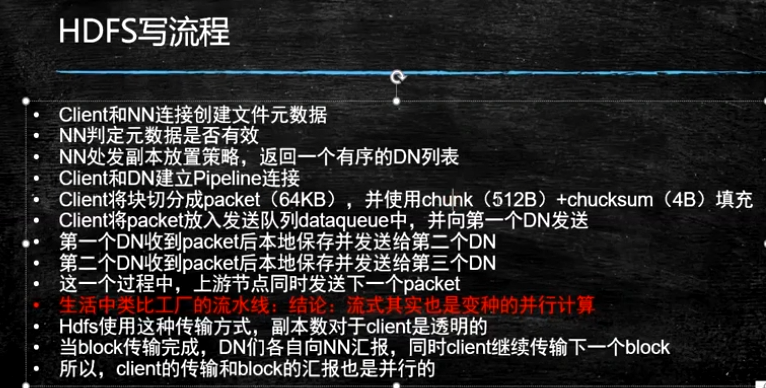 HDFS写流程
• Client和NN连接创建文件元数据
• NN判定元数据是否有效
• NN处发副本放置策略，返回一个有序的DN列表
• Client和DN建立Pipeline连接
• Client将块切分成packet（64KB），并使用chunk（512B）+chucksum（4B）填充
• Client将packet放入发送队列dataqueue中，并向第一个DN发送
• 第一个DN收到packet后本地保存并发送给第二个DN
• 第二个DN收到packet后本地保存并发送给第三个DN
• 这一个过程中，上游节点同时发送下一个packet
• 生活中类比工厂的流水线：结论：流式其实也是变种的并行计算
• Hdfs使用这种传输方式，副本数对于client是透明的
• 当block传输完成，DN们各自向NN汇报，同时client继续传输下一个block
• 所以，client的传输和block的汇报也是并行的